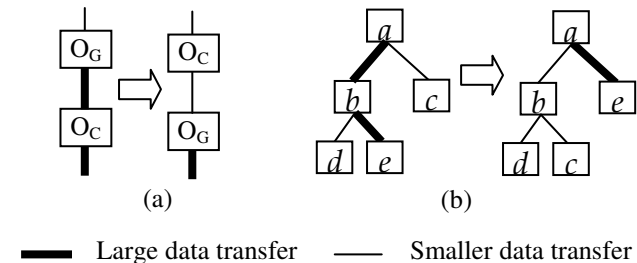 O_G
O_C
O_C
O_G
(a)
a
b
c
d
e
a
b
e
d
c
(b)
Large data transfer
Smaller data transfer